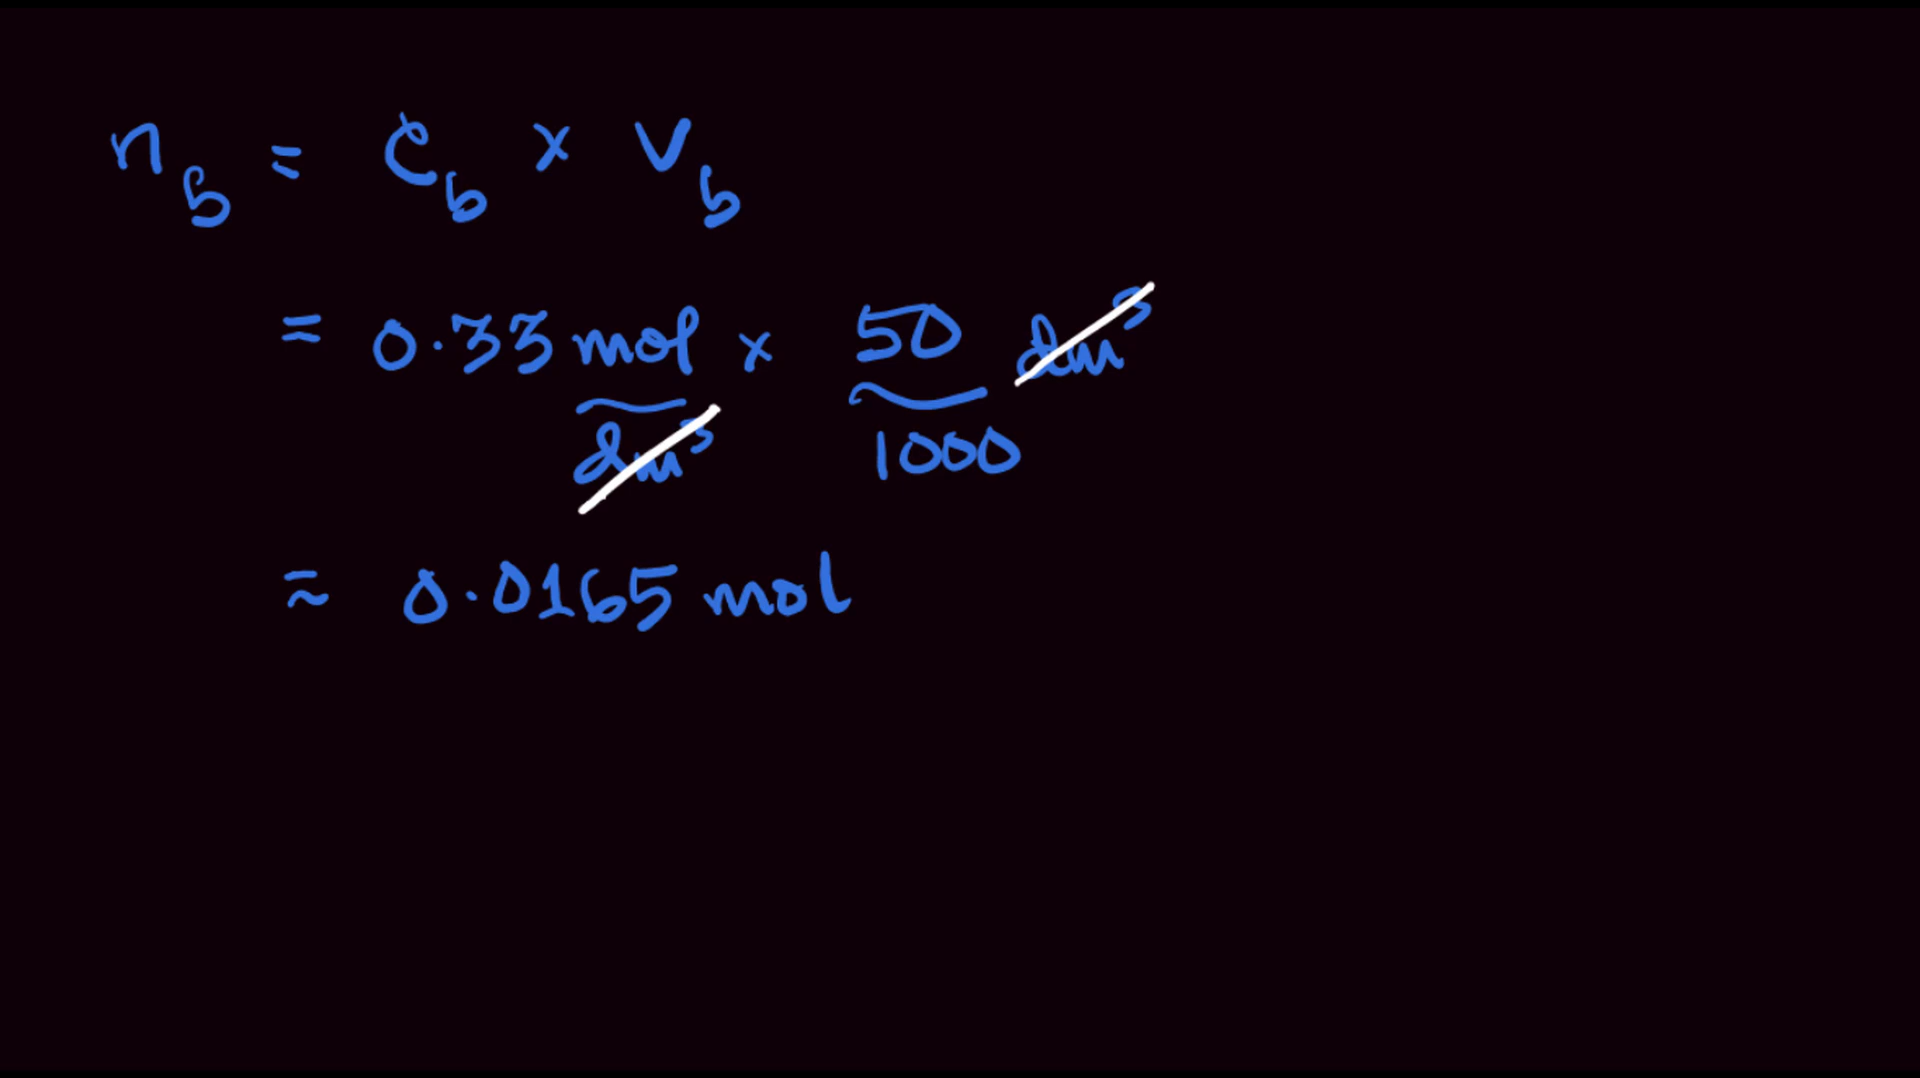 n_b = C_b × V_b
= 0.33 mol/dm³ × 50/1000 dm³
≈ 0.0165 mol